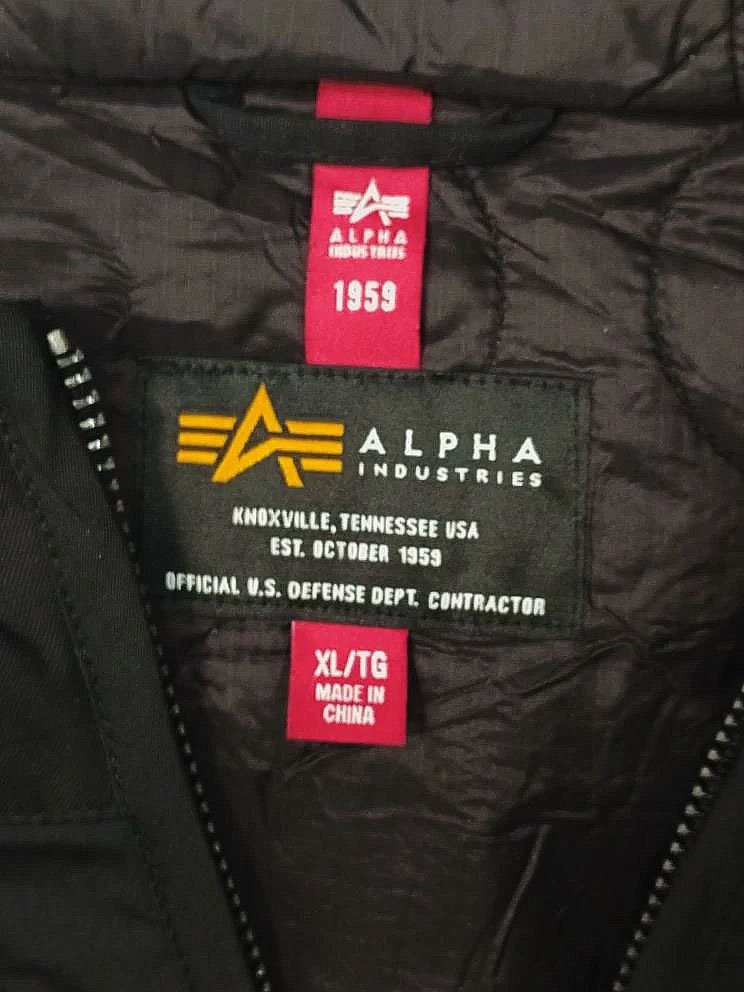 ALPHA
INDUSTRIES
1959
ALPHA
INDUSTRIES
KNOXVILLE, TENNESSEE USA
EST. OCTOBER 1959
OFFICIAL U.S. DEFENSE DEPT. CONTRACTOR
XL/TG
MADE IN
CHINA